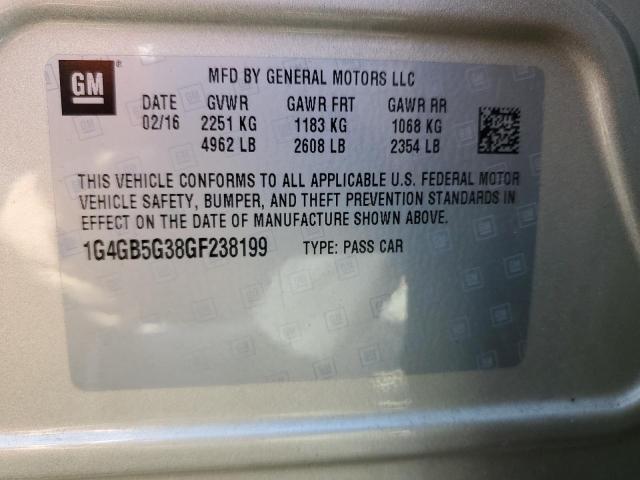 GM
MFD BY GENERAL MOTORS LLC
DATE GVWR GAWR FRT GAWR RR
02/16 2251 KG 1183 KG 1068 KG
4962 LB 2608 LB 2354 LB
THIS VEHICLE CONFORMS TO ALL APPLICABLE U.S. FEDERAL MOTOR
VEHICLE SAFETY, BUMPER, AND THEFT PREVENTION STANDARDS IN
EFFECT ON THE DATE OF MANUFACTURE SHOWN ABOVE.
1G4GB5G38GF238199 TYPE: PASS CAR